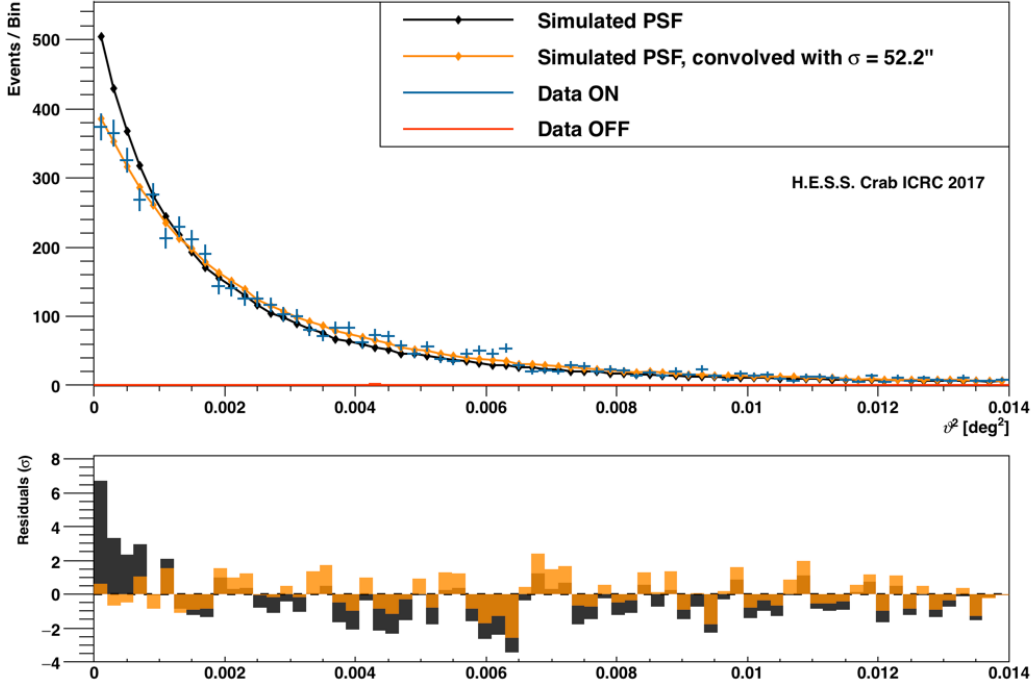 Events / Bin
500
400
300
200
100
0
Simulated PSF
Simulated PSF, convolved with σ = 52.2"
Data ON
Data OFF
H.E.S.S. Crab ICRC 2017
0 0.002 0.004 0.006 0.008 0.01 0.012 0.014
ϑ² [deg²]
Residuals (σ)
8
6
4
2
0
−2
−4
0 0.002 0.004 0.006 0.008 0.01 0.012 0.014